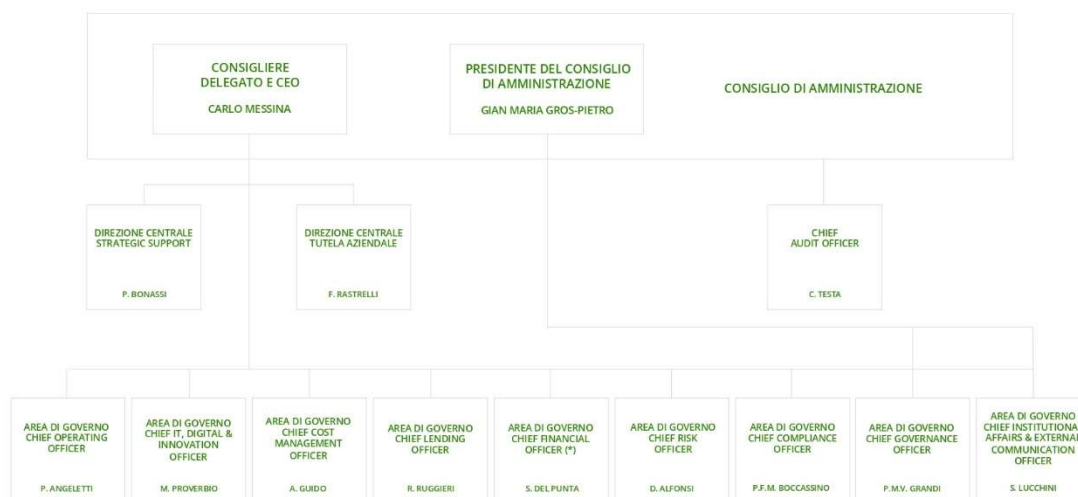 CONSIGLIERE
DELEGATO E CEO
CARLO MESSINA
PRESIDENTE DEL CONSIGLIO
DI AMMINISTRAZIONE
GIAN MARIA GROS-PIETRO
CONSIGLIO DI AMMINISTRAZIONE
DIREZIONE CENTRALE
STRATEGIC SUPPORT
P. BONASSI
DIREZIONE CENTRALE
TUTELA AZIENDALE
F. RASTRELLI
CHIEF
AUDIT OFFICER
C. TESTA
AREA DI GOVERNO
CHIEF OPERATING
OFFICER
P. ANGELETTI
AREA DI GOVERNO
CHIEF IT, DIGITAL &
INNOVATION
OFFICER
M. PROVERBIO
AREA DI GOVERNO
CHIEF COST
MANAGEMENT
OFFICER
A. GUIDO
AREA DI GOVERNO
CHIEF LENDING
OFFICER
R. RUGGIERI
AREA DI GOVERNO
CHIEF FINANCIAL
OFFICER (*)
S. DEL PUNTA
AREA DI GOVERNO
CHIEF RISK
OFFICER
D. ALFONSI
AREA DI GOVERNO
CHIEF COMPLIANCE
OFFICER
P.F.M. BOCCASSINO
AREA DI GOVERNO
CHIEF GOVERNANCE
OFFICER
P.M.V. GRANDI
AREA DI GOVERNO
CHIEF INSTITUTIONAL
AFFAIRS & EXTERNAL
COMMUNICATION
OFFICER
S. LUCCHINI